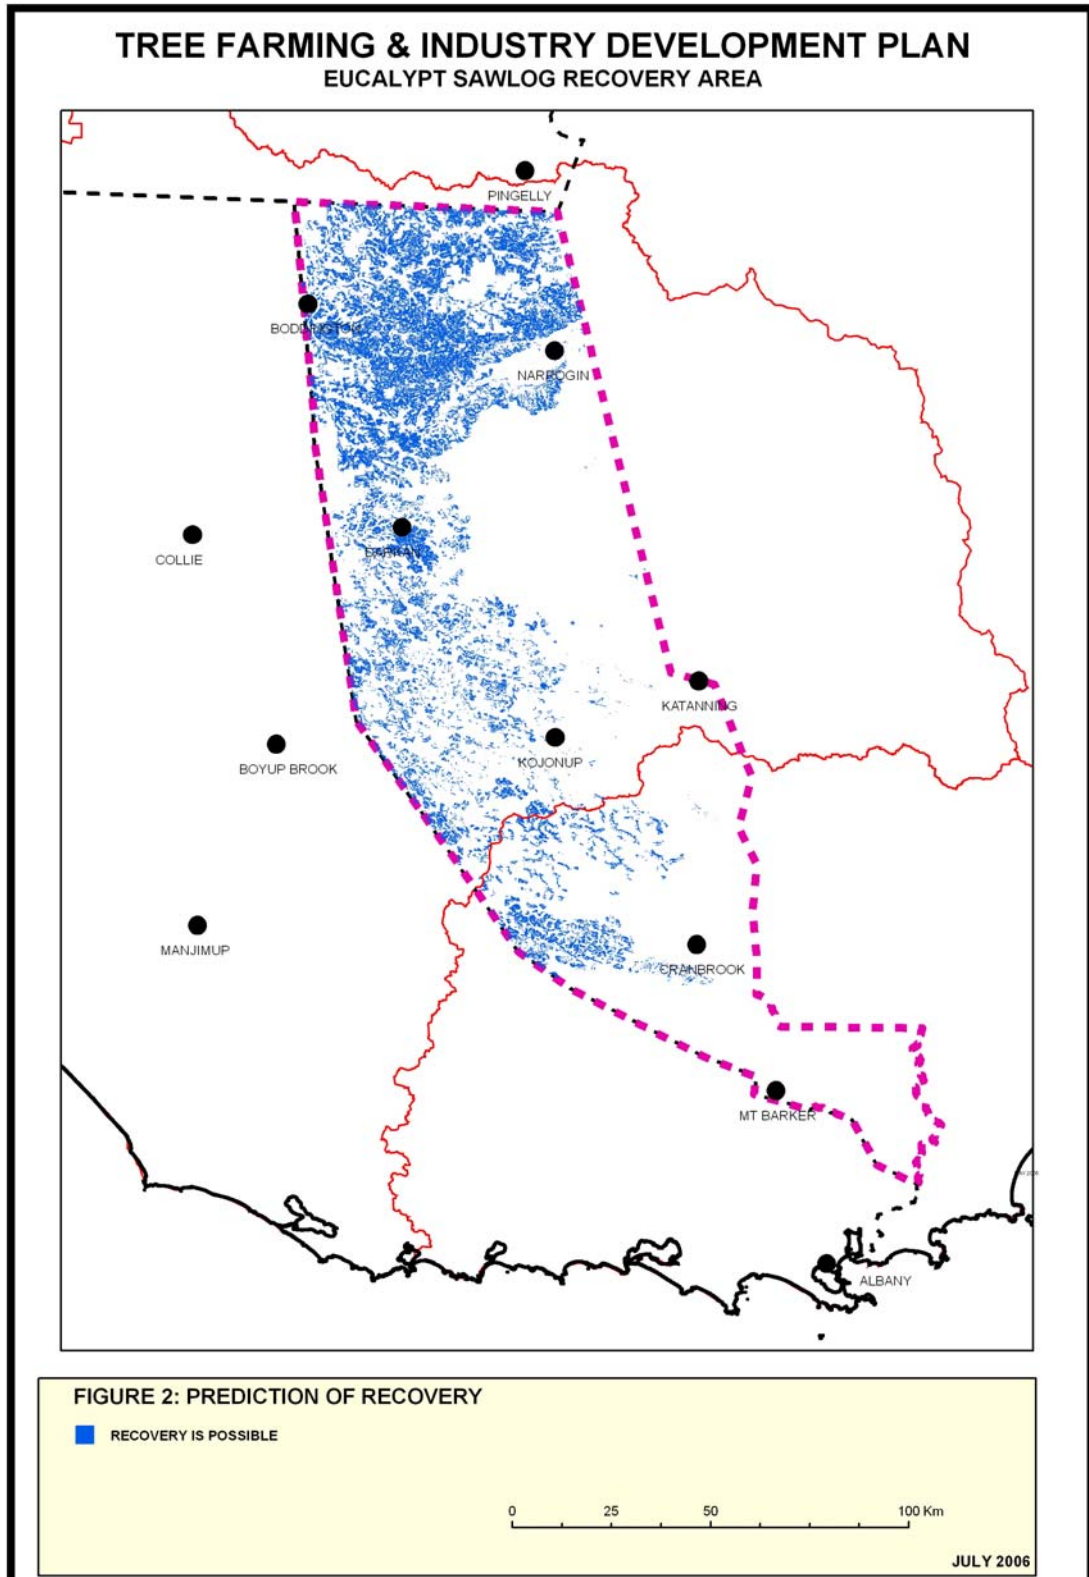 TREE FARMING & INDUSTRY DEVELOPMENT PLAN
EUCALYPT SAWLOG RECOVERY AREA
PINGELLY
BODDINGTON
NARROGIN
DARKAN
COLLIE
KATANNING
KOJONUP
BOYUP BROOK
MANJIMUP
CRANBROOK
MT BARKER
ALBANY
FIGURE 2: PREDICTION OF RECOVERY
RECOVERY IS POSSIBLE
0 25 50 100 Km
JULY 2006